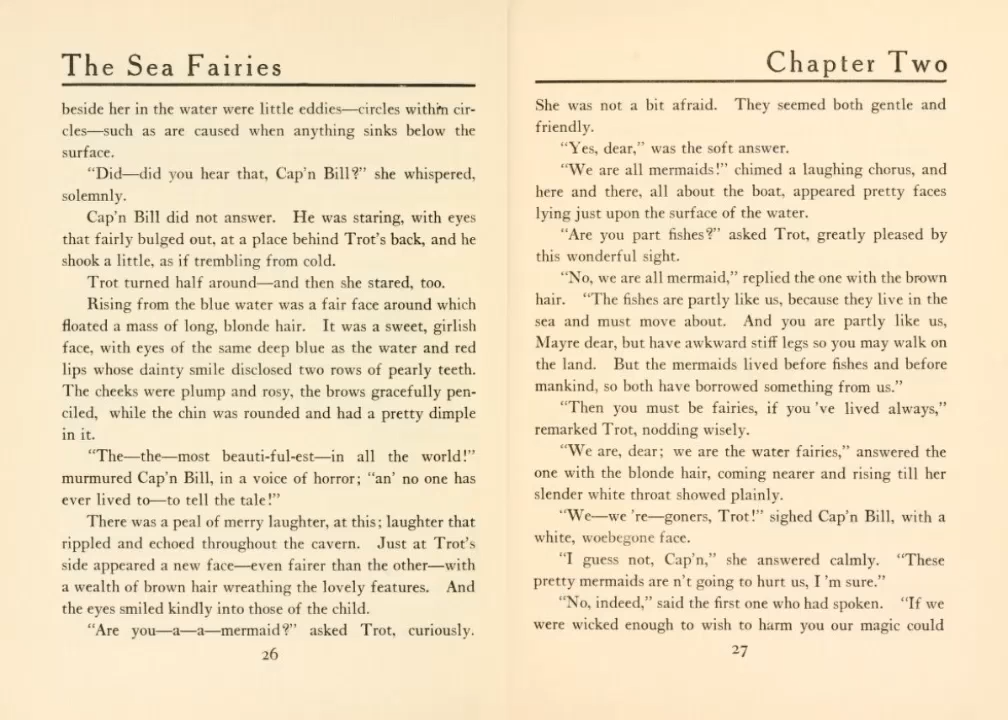 The Sea Fairies
beside her in the water were little eddies—circles within cir-
cles—such as are caused when anything sinks below the
surface.
"Did—did you hear that, Cap'n Bill?" she whispered,
solemnly.
Cap'n Bill did not answer. He was staring, with eyes
that fairly bulged out, at a place behind Trot's back, and he
shook a little, as if trembling from cold.
Trot turned half around—and then she stared, too.
Rising from the blue water was a fair face around which
floated a mass of long, blonde hair. It was a sweet, girlish
face, with eyes of the same deep blue as the water and red
lips whose dainty smile disclosed two rows of pearly teeth.
The cheeks were plump and rosy, the brows gracefully pen-
ciled, while the chin was rounded and had a pretty dimple
in it.
"The—the—most beauti-ful-est—in all the world!"
murmured Cap'n Bill, in a voice of horror; "an' no one has
ever lived to—to tell the tale!"
There was a peal of merry laughter, at this; laughter that
rippled and echoed throughout the cavern. Just at Trot's
side appeared a new face—even fairer than the other—with
a wealth of brown hair wreathing the lovely features. And
the eyes smiled kindly into those of the child.
"Are you—a—a—mermaid?" asked Trot, curiously.
26
Chapter Two
She was not a bit afraid. They seemed both gentle and
friendly.
"Yes, dear," was the soft answer.
"We are all mermaids!" chimed a laughing chorus, and
here and there, all about the boat, appeared pretty faces
lying just upon the surface of the water.
"Are you part fishes?" asked Trot, greatly pleased by
this wonderful sight.
"No, we are all mermaid," replied the one with the brown
hair. "The fishes are partly like us, because they live in the
sea and must move about. And you are partly like us,
Mayre dear, but have awkward stiff legs so you may walk on
the land. But the mermaids lived before fishes and before
mankind, so both have borrowed something from us."
"Then you must be fairies, if you 've lived always,"
remarked Trot, nodding wisely.
"We are, dear; we are the water fairies," answered the
one with the blonde hair, coming nearer and rising till her
slender white throat showed plainly.
"We—we 're—goners, Trot!" sighed Cap'n Bill, with a
white, woebegone face.
"I guess not, Cap'n," she answered calmly. "These
pretty mermaids are n't going to hurt us, I 'm sure."
"No, indeed," said the first one who had spoken. "If we
were wicked enough to wish to harm you our magic could
27